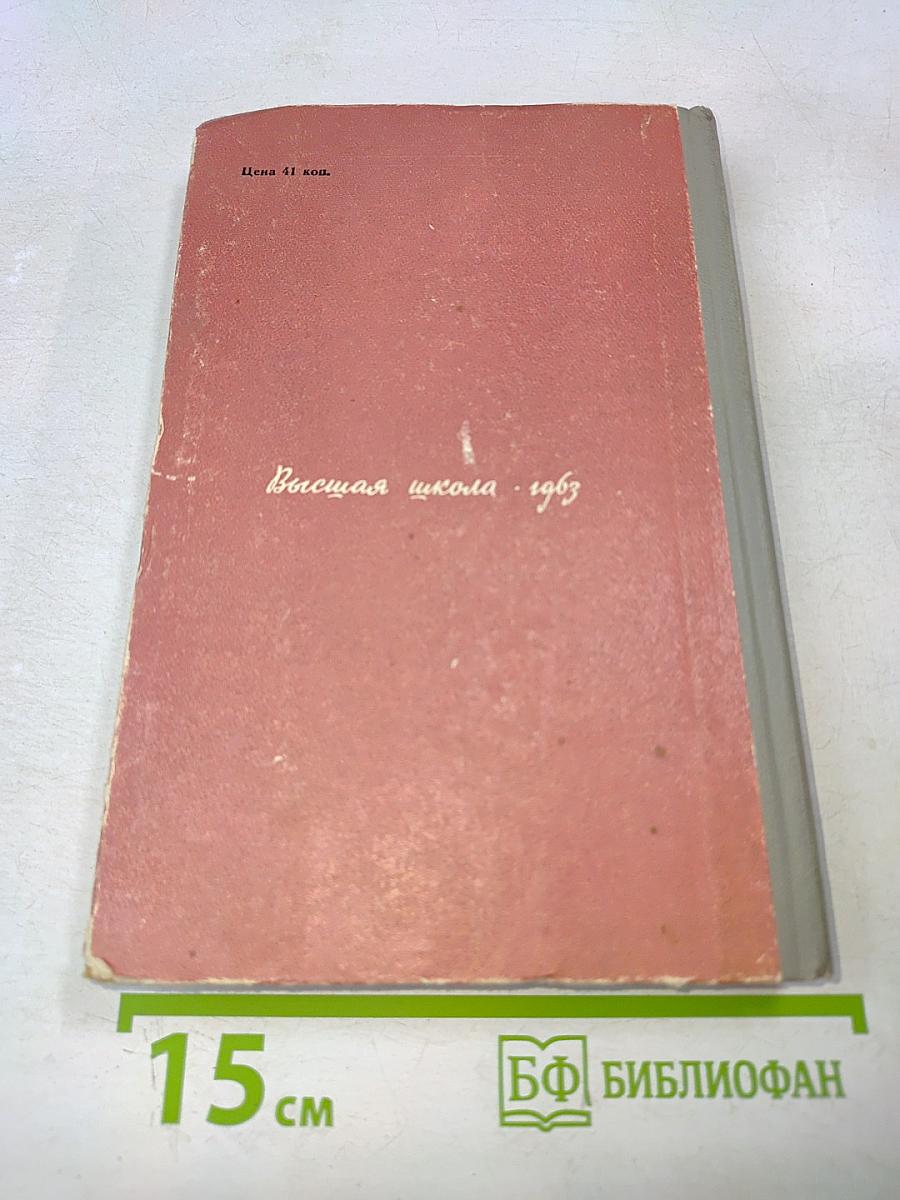 Цена 41 коп.
Высшая школа · 1963
15 см
БФ БИБЛИОФАН